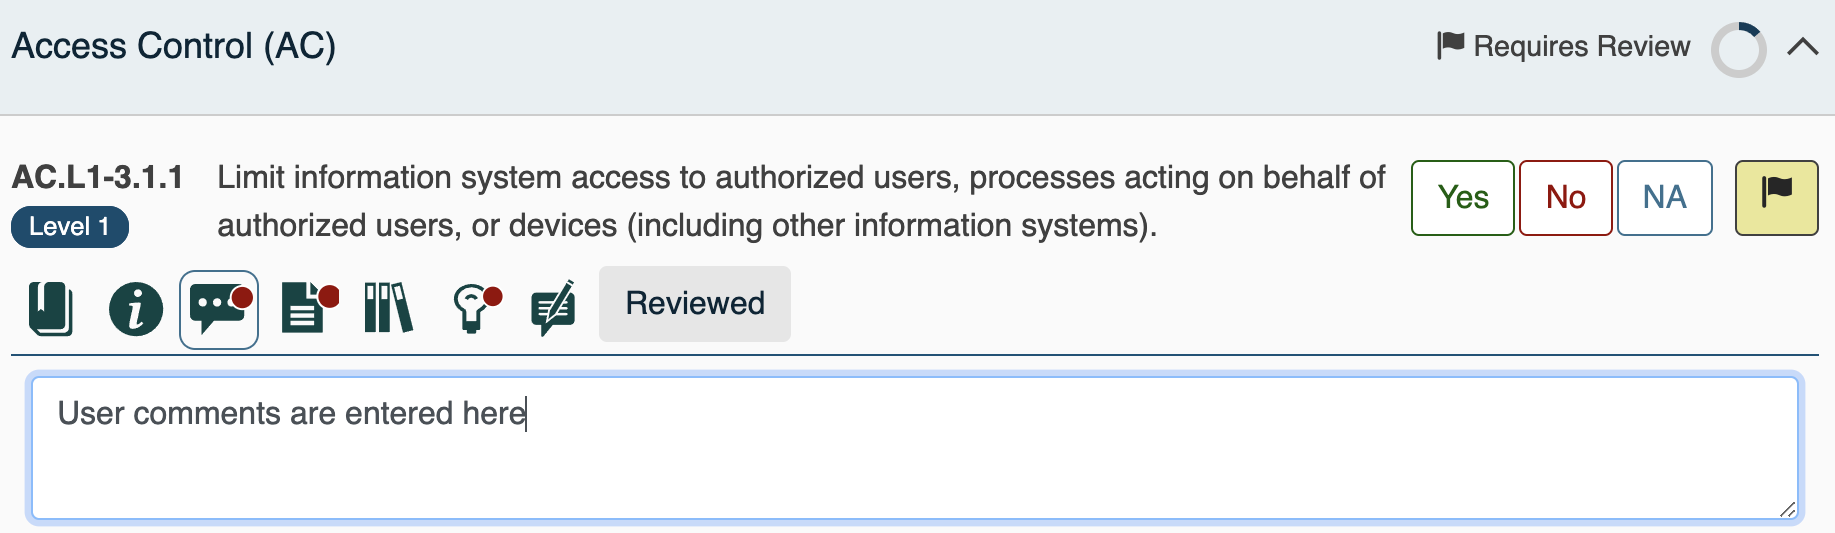 Access Control (AC)
Requires Review
AC.L1-3.1.1
Level 1
Limit information system access to authorized users, processes acting on behalf of
authorized users, or devices (including other information systems).
Yes
No
NA
Reviewed
User comments are entered here